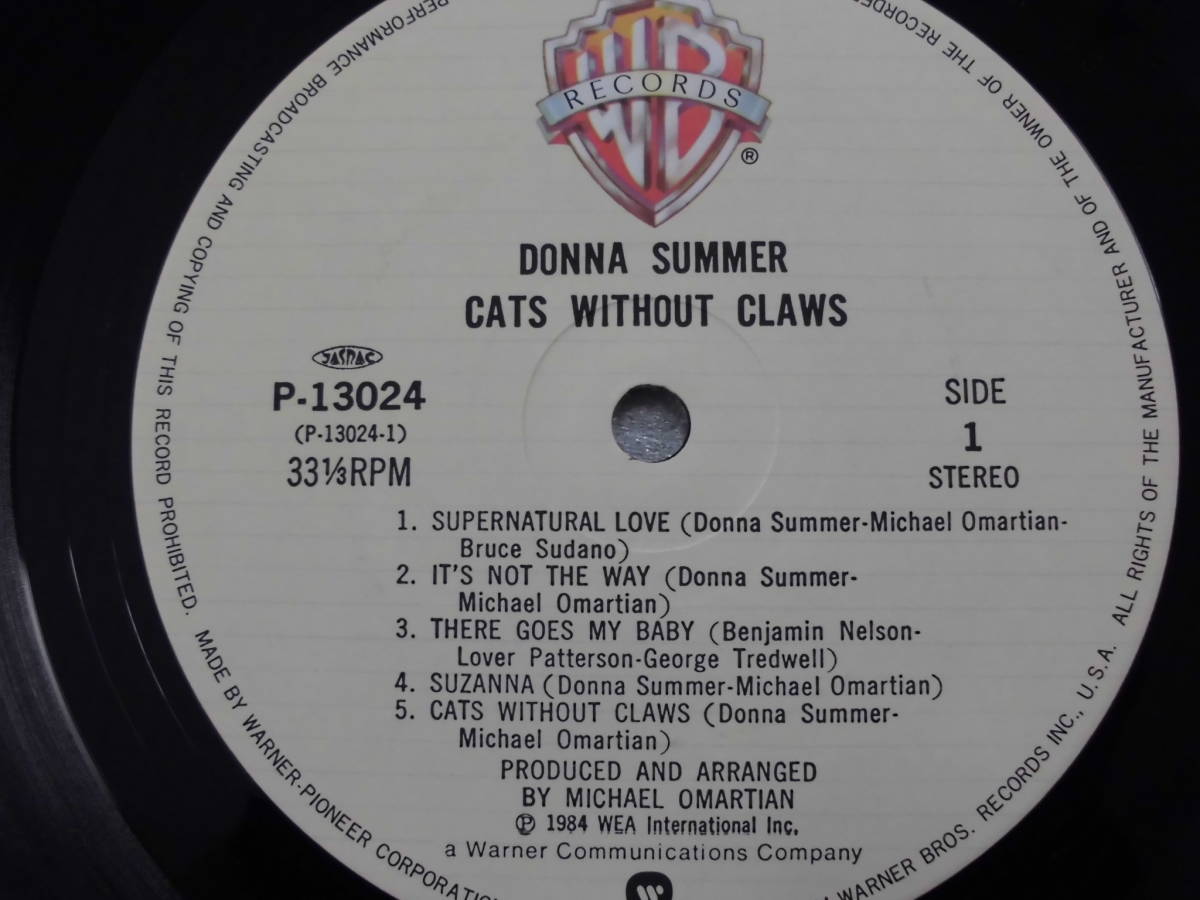 WB
RECORDS
®
DONNA SUMMER
CATS WITHOUT CLAWS
JASRAC
P-13024
(P-13024-1)
33⅓RPM
SIDE
1
STEREO
1. SUPERNATURAL LOVE (Donna Summer-Michael Omartian-
Bruce Sudano)
2. IT'S NOT THE WAY (Donna Summer-
Michael Omartian)
3. THERE GOES MY BABY (Benjamin Nelson-
Lover Patterson-George Tredwell)
4. SUZANNA (Donna Summer-Michael Omartian)
5. CATS WITHOUT CLAWS (Donna Summer-
Michael Omartian)
PRODUCED AND ARRANGED
BY MICHAEL OMARTIAN
Ⓟ 1984 WEA International Inc.
a Warner Communications Company
ALL RIGHTS OF THE MANUFACTURER AND OF THE OWNER OF THE RECORDED
PERFORMANCE BROADCASTING AND COPYING OF THIS RECORD PROHIBITED. MADE BY WARNER-PIONEER CORPORATION
WARNER BROS. RECORDS INC., U.S.A.